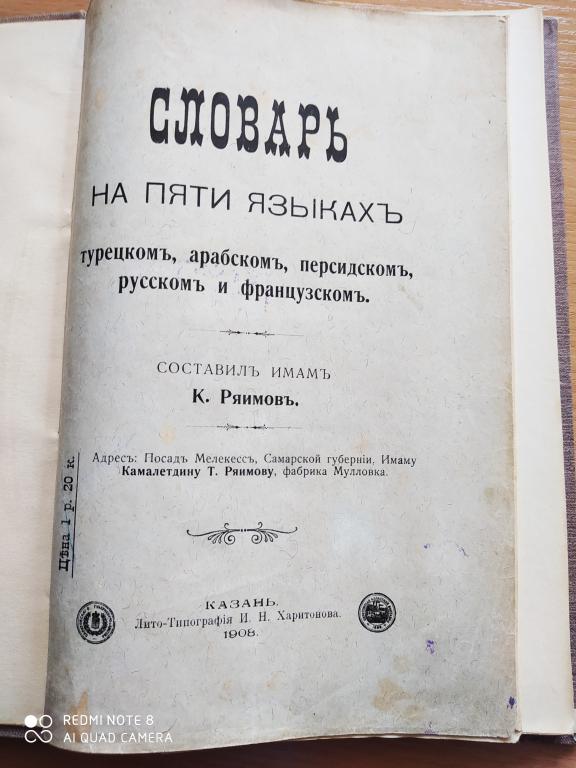 СЛОВАРЬ
НА ПЯТИ ЯЗЫКАХЪ
турецкомъ, арабскомъ, персидскомъ,
русскомъ и французскомъ.
СОСТАВИЛЪ ИМАМЪ
К. Ряимовъ.
Адресъ: Посадъ Мелекессъ, Самарской губерніи, Имаму
Камалетдину Т. Ряимову, фабрика Мулловка.
Цѣна 1 р. 20 к.
КАЗАНЬ.
Лито-Типографія И. Н. Харитонова.
1908.
REDMI NOTE 8
AI QUAD CAMERA